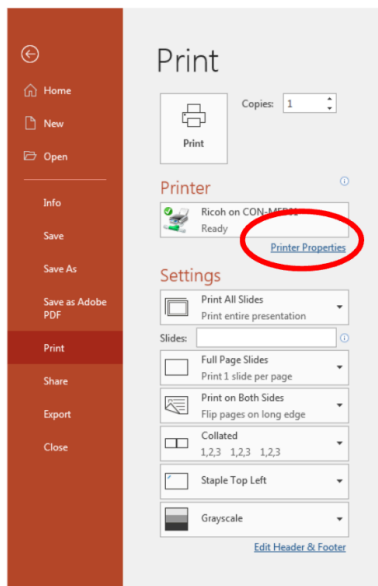 Home
New
Open
Info
Save
Save As
Save as Adobe
PDF
Print
Share
Export
Close
Print
Copies: 1
Print
Printer
Ricoh on
Ready
Printer Properties
Settings
Print All Slides
Print entire presentation
Slides:
Full Page Slides
Print 1 slide per page
Print on Both Sides
Flip pages on long edge
Collated
1,2,3 1,2,3 1,2,3
Staple Top Left
Grayscale
Edit Header & Footer